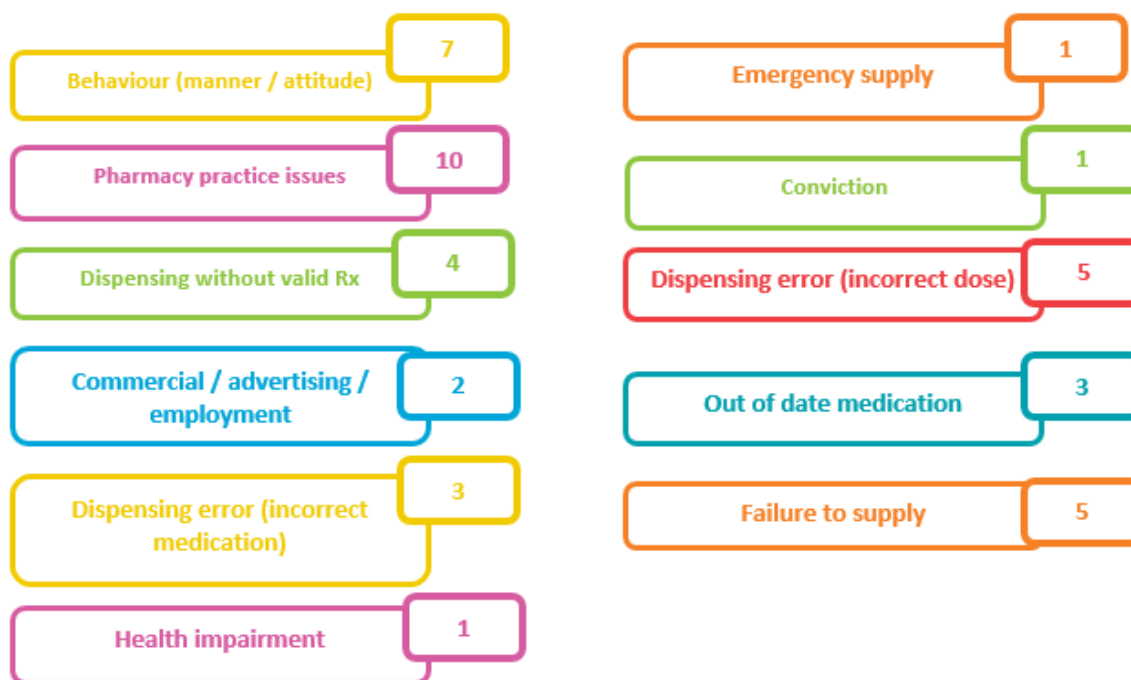 7
Behaviour (manner / attitude)
10
Pharmacy practice issues
4
Dispensing without valid Rx
2
Commercial / advertising /
employment
3
Dispensing error (incorrect
medication)
1
Health impairment
1
Emergency supply
1
Conviction
5
Dispensing error (incorrect dose)
3
Out of date medication
5
Failure to supply